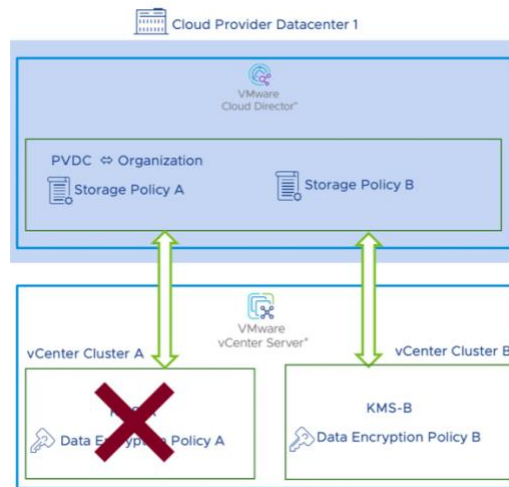 Cloud Provider Datacenter 1
VMware
Cloud Director™
PVDC ⇔ Organization
Storage Policy A
Storage Policy B
VMware
vCenter Server®
vCenter Cluster A
vCenter Cluster B
KMS-B
Data Encryption Policy A
Data Encryption Policy B